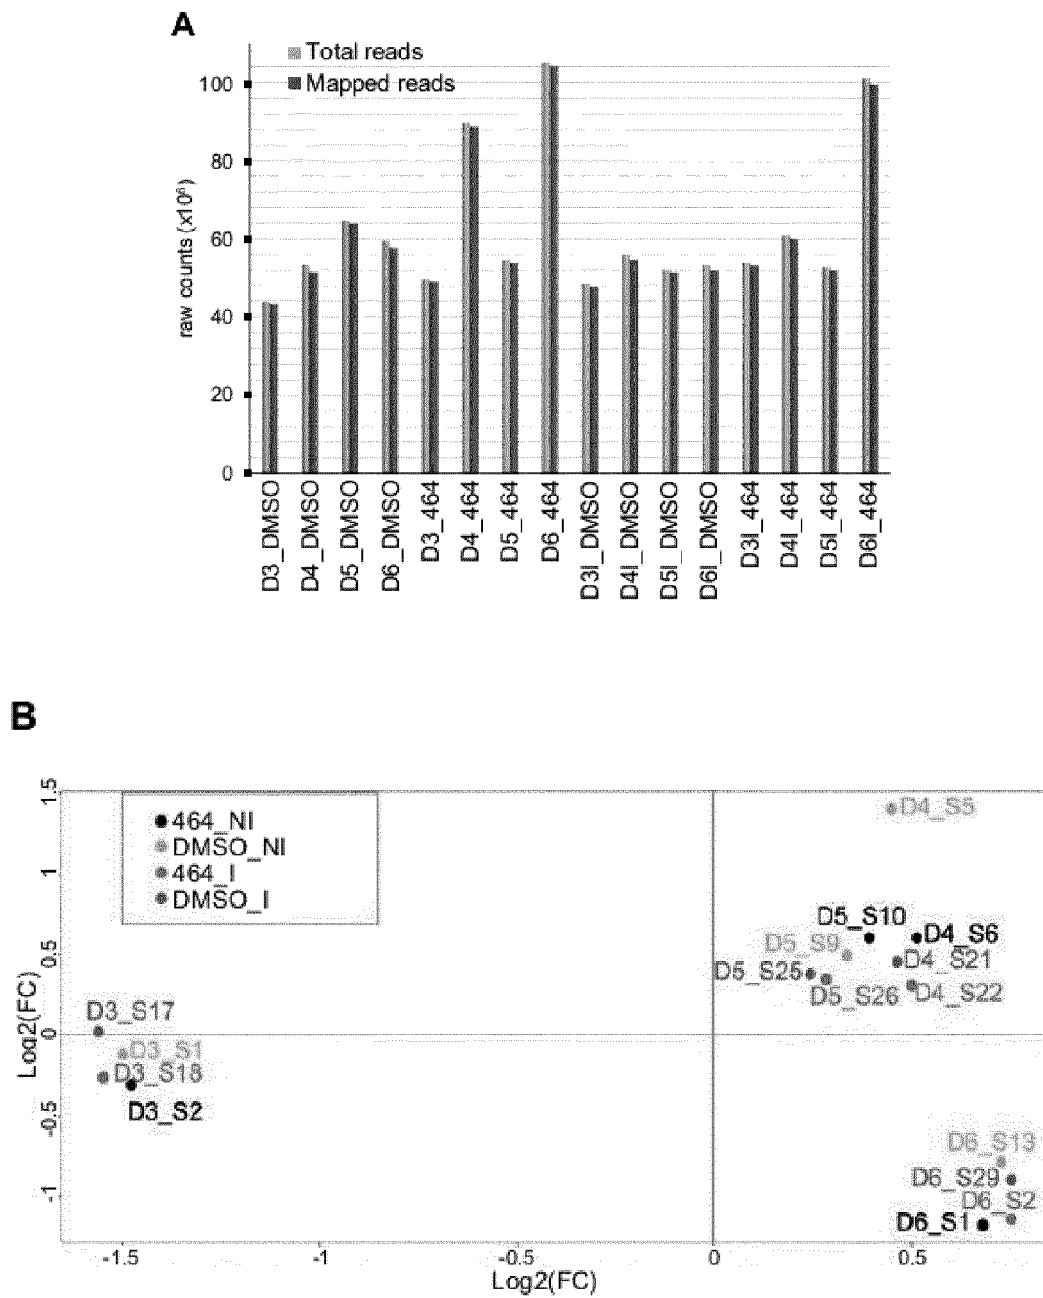 A
Total reads
Mapped reads
100
80
60
40
20
0
raw counts (x10⁶)
D3_DMSO
D4_DMSO
D5_DMSO
D6_DMSO
D3_464
D4_464
D5_464
D6_464
D3I_DMSO
D4I_DMSO
D5I_DMSO
D6I_DMSO
D3I_464
D4I_464
D5I_464
D6I_464
B
464_NI
DMSO_NI
464_I
DMSO_I
1.5
1
0.5
0
-0.5
-1
Log2(FC)
D4_S5
D5_S10
D4_S6
D5_S9
D4_S21
D5_S25
D5_S26
D4_S22
D3_S17
D3_S1
D3_S18
D3_S2
D6_S13
D6_S29
D6_S2
D6_S1
-1.5
-1
-0.5
0
0.5
Log2(FC)